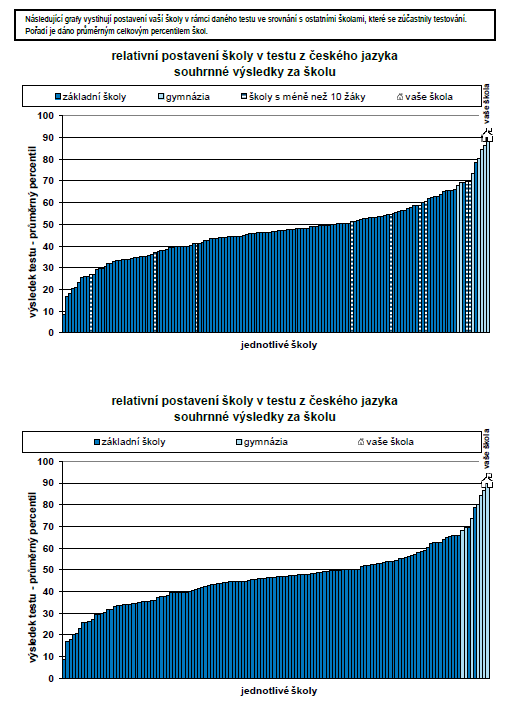 Následující grafy vystihují postavení vaší školy v rámci daného testu ve srovnání s ostatními školami, které se zúčastnily testování.
Pořadí je dáno průměrným celkovým percentilem škol.
relativní postavení školy v testu z českého jazyka
souhrnné výsledky za školu
základní školy gymnázia školy s méně než 10 žáky vaše škola
vaše škola
výsledek testu - průměrný percentil
100
90
80
70
60
50
40
30
20
10
0
jednotlivé školy
relativní postavení školy v testu z českého jazyka
souhrnné výsledky za školu
základní školy gymnázia vaše škola
vaše škola
výsledek testu - průměrný percentil
100
90
80
70
60
50
40
30
20
10
0
jednotlivé školy